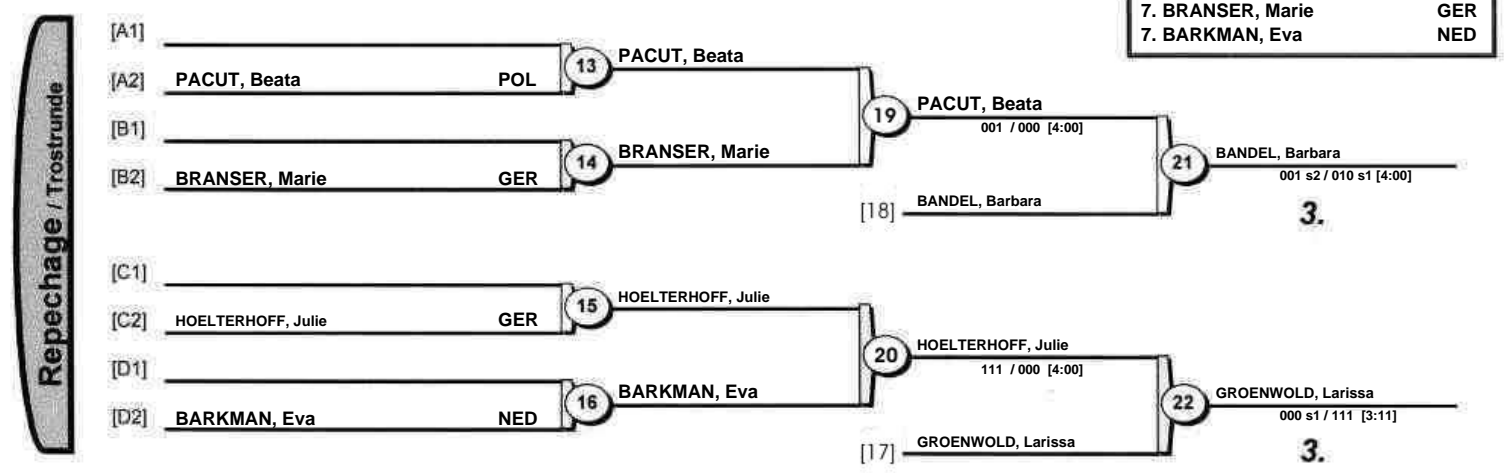 7. BRANSER, Marie GER
7. BARKMAN, Eva NED
Repechage / Trostrunde
[A1]
[A2] PACUT, Beata POL
13 PACUT, Beata
[B1]
[B2] BRANSER, Marie GER
14 BRANSER, Marie
19 PACUT, Beata
001 / 000 [4:00]
[18] BANDEL, Barbara
21 BANDEL, Barbara
001 s2 / 010 s1 [4:00]
3.
[C1]
[C2] HOELTERHOFF, Julie GER
15 HOELTERHOFF, Julie
[D1]
[D2] BARKMAN, Eva NED
16 BARKMAN, Eva
20 HOELTERHOFF, Julie
111 / 000 [4:00]
[17] GROENWOLD, Larissa
22 GROENWOLD, Larissa
000 s1 / 111 [3:11]
3.